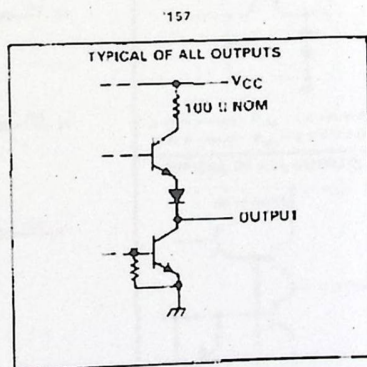 '157
TYPICAL OF ALL OUTPUTS
VCC
100 Ω NOM
OUTPUT